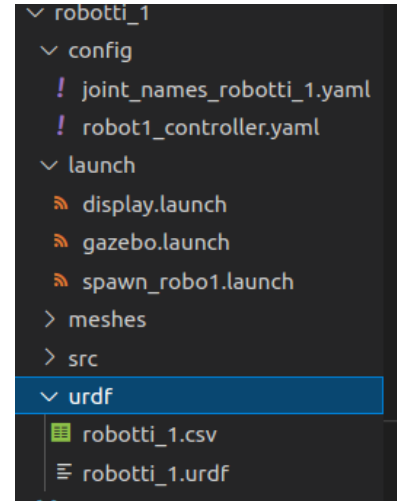 robotti_1
config
! joint_names_robotti_1.yaml
! robot1_controller.yaml
launch
display.launch
gazebo.launch
spawn_robo1.launch
meshes
src
urdf
robotti_1.csv
robotti_1.urdf